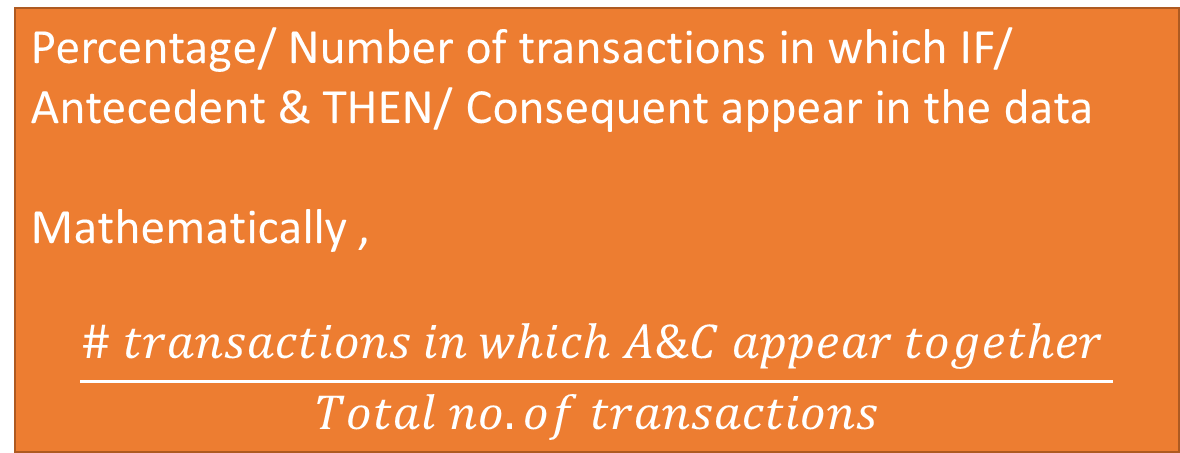 Percentage/ Number of transactions in which IF/
Antecedent & THEN/ Consequent appear in the data
Mathematically ,
# transactions in which A&C appear together
Total no. of transactions